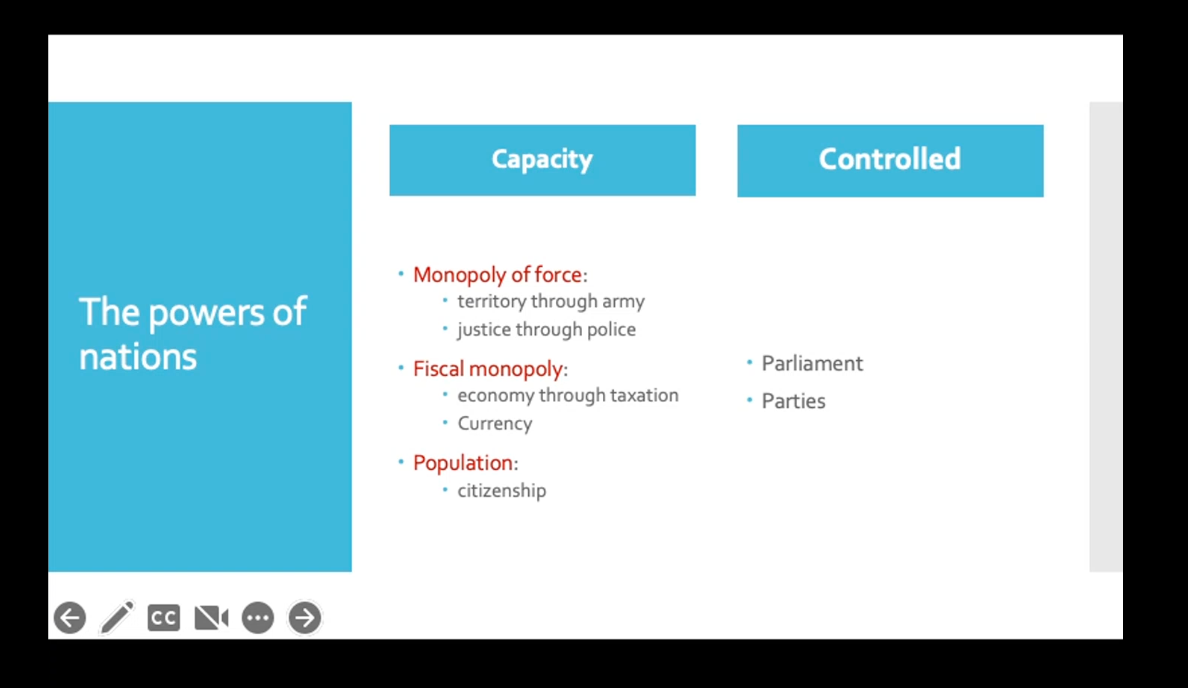 The powers of
nations
Capacity
Monopoly of force:
territory through army
justice through police
Fiscal monopoly:
economy through taxation
Currency
Population:
citizenship
Controlled
Parliament
Parties
CC